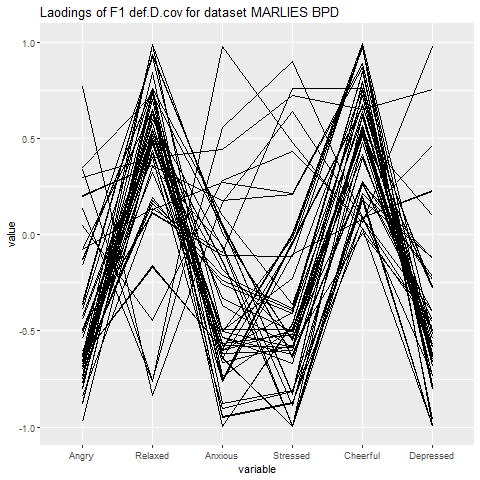 Laodings of F1 def.D.cov for dataset MARLIES BPD
1.0
0.5
0.0
-0.5
-1.0
value
Angry Relaxed Anxious Stressed Cheerful Depressed
variable